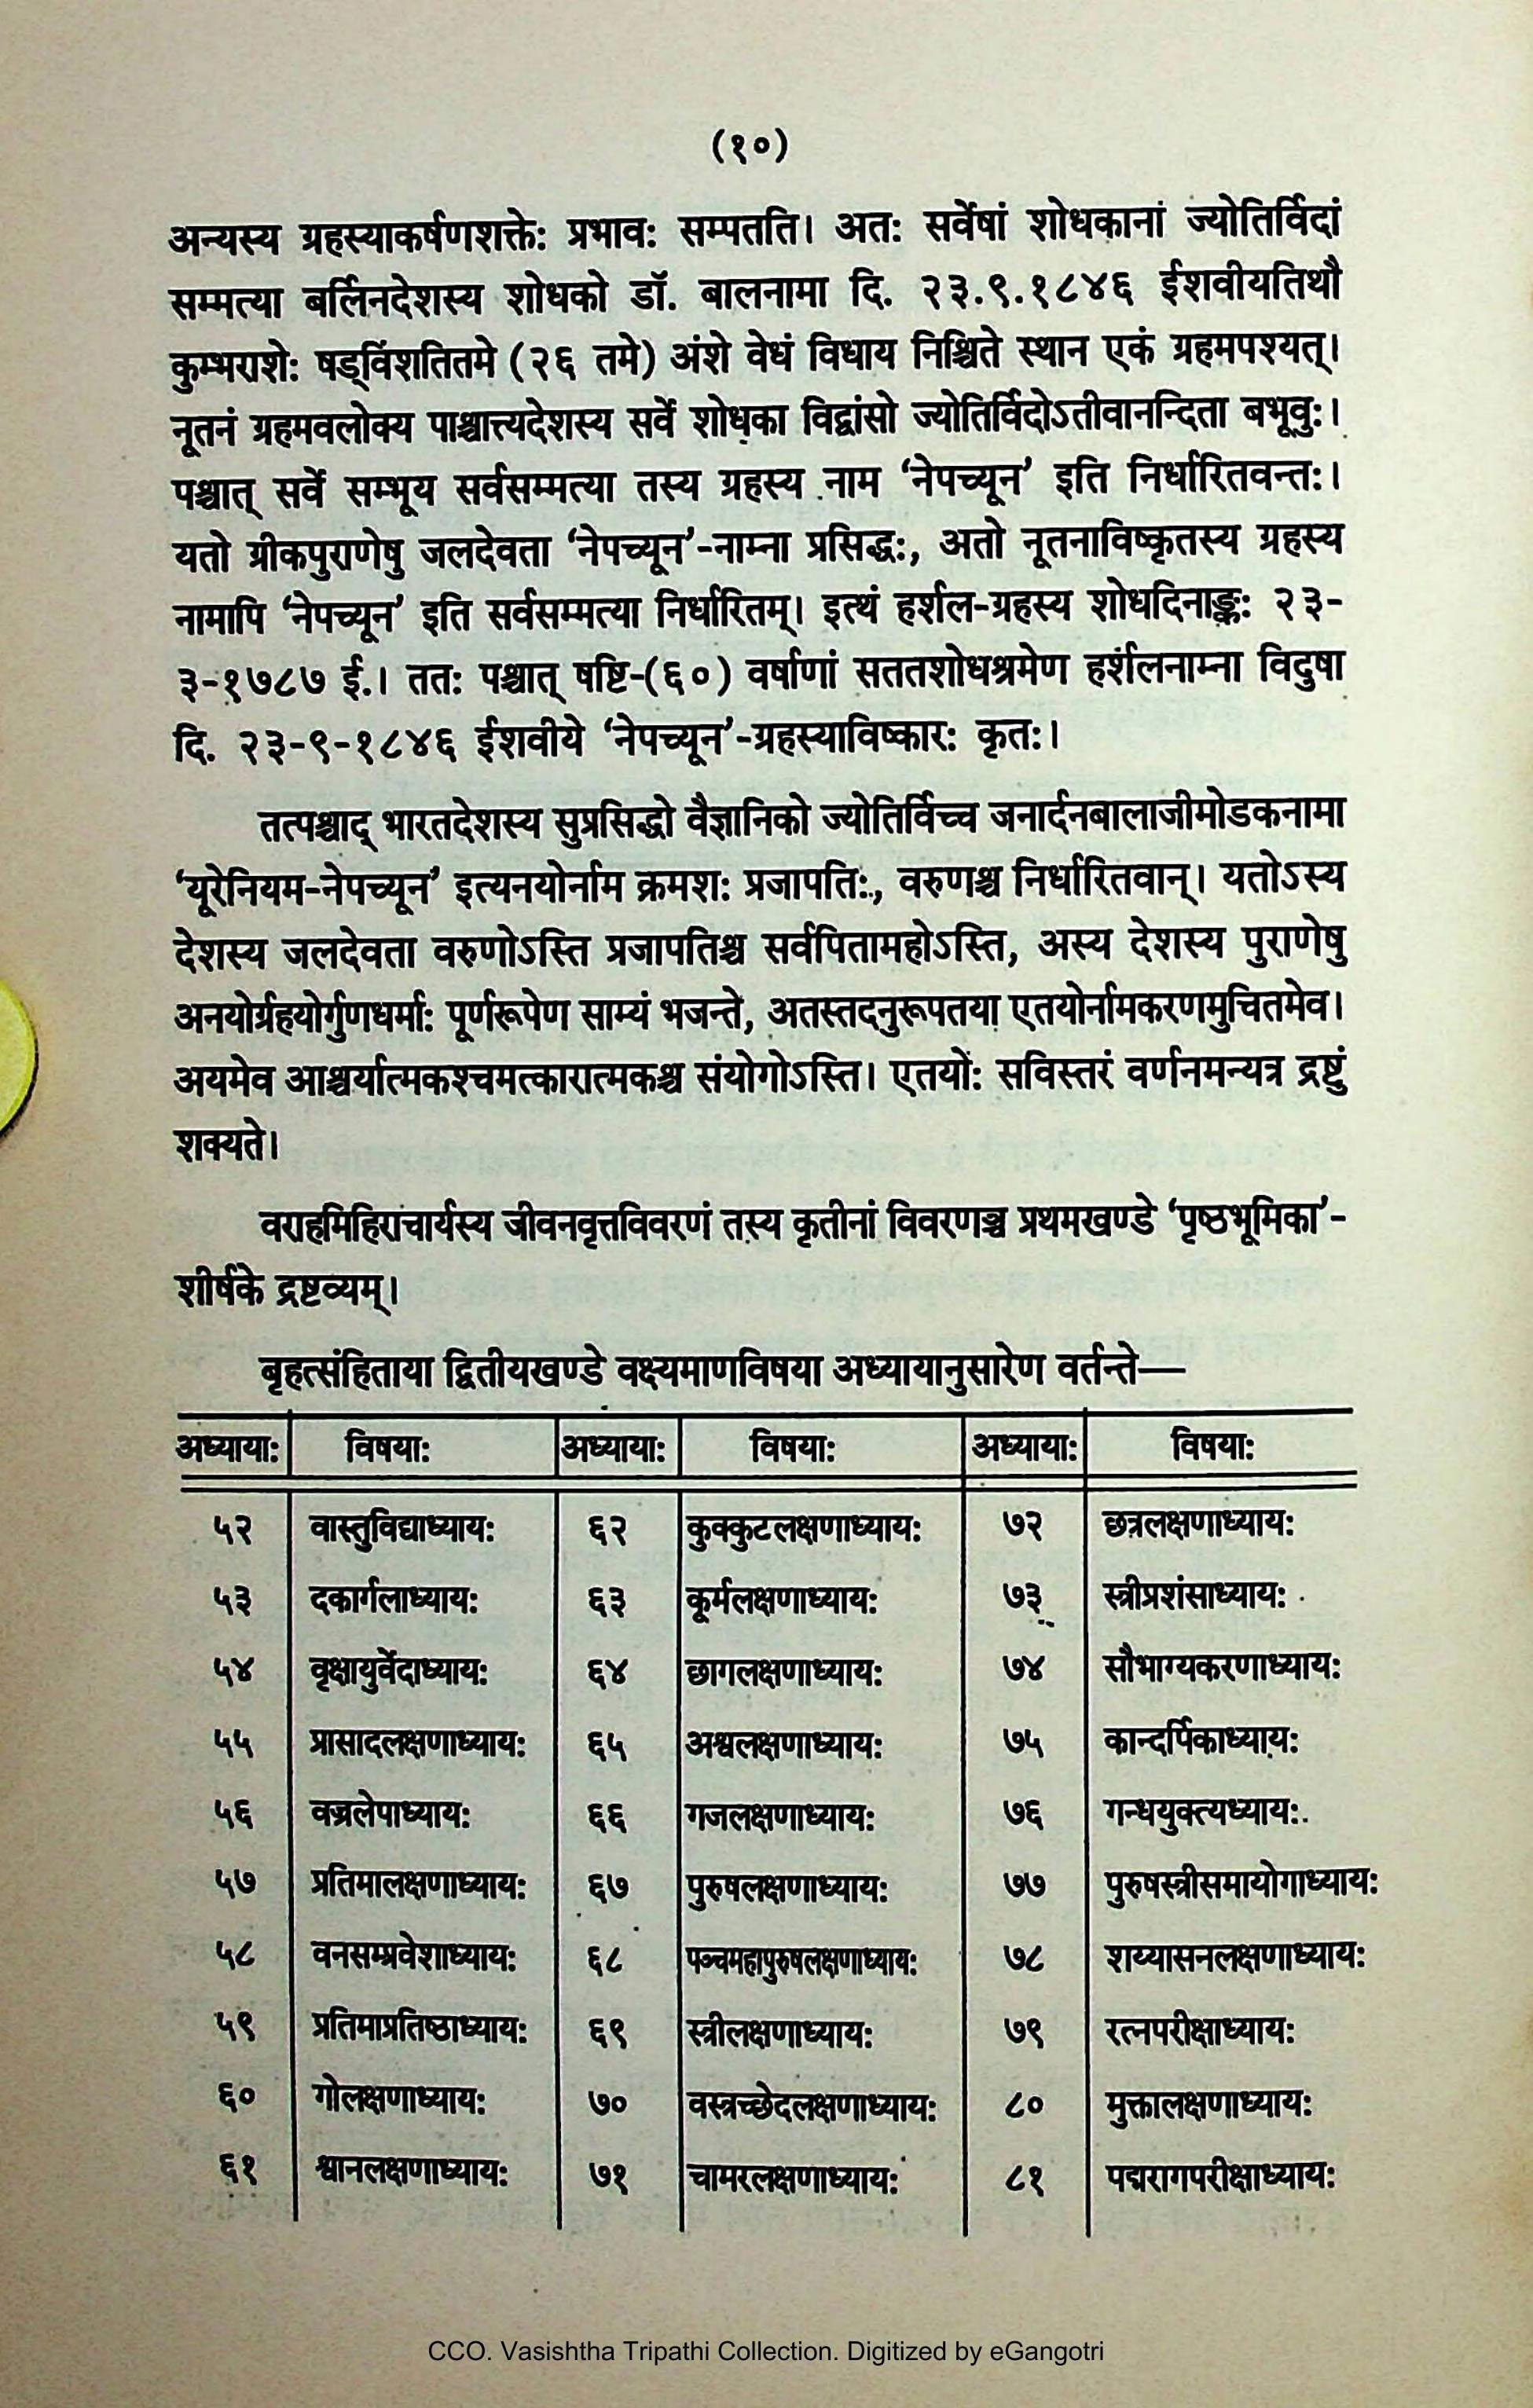 (१०)
अन्यस्य ग्रहस्याकर्षणशक्तेः प्रभावः सम्पतति। अतः सर्वेषां शोधकानां ज्योतिर्विदां
सम्मत्या बर्लिनदेशस्य शोधको डॉ. बालनामा दि. २३.९.१८४६ ईशवीयतिथौ
कुम्भराशेः षड्विंशतितमे (२६ तमे) अंशे वेधं विधाय निश्चिते स्थान एकं ग्रहमपश्यत्।
नूतनं ग्रहमवलोक्य पाश्चात्त्यदेशस्य सर्वे शोधका विद्वांसो ज्योतिर्विदोऽतीवानन्दिता बभूवुः।
पश्चात् सर्वे सम्भूय सर्वसम्मत्या तस्य ग्रहस्य नाम ‘नेपच्यून’ इति निर्धारितवन्तः।
यतो ग्रीकपुराणेषु जलदेवता ‘नेपच्यून’-नाम्ना प्रसिद्धः, अतो नूतनाविष्कृतस्य ग्रहस्य
नामापि ‘नेपच्यून’ इति सर्वसम्मत्या निर्धारितम्। इत्थं हर्शल-ग्रहस्य शोधदिनाङ्कः २३-
३-१७८७ ई.। ततः पश्चात् षष्टि-(६०) वर्षाणां सततशोधश्रमेण हर्शलनाम्ना विदुषा
दि. २३-९-१८४६ ईशवीये ‘नेपच्यून’-ग्रहस्याविष्कारः कृतः।
तत्पश्चाद् भारतदेशस्य सुप्रसिद्धो वैज्ञानिको ज्योतिर्विच्च जनार्दनबालाजीमोडकनामा
‘यूरेनियम-नेपच्यून’ इत्यनयोर्नाम क्रमशः प्रजापतिः, वरुणश्च निर्धारितवान्। यतोऽस्य
देशस्य जलदेवता वरुणोऽस्ति प्रजापतिश्च सर्वपितामहोऽस्ति, अस्य देशस्य पुराणेषु
अनयोर्ग्रहयोर्गुणधर्माः पूर्णरूपेण साम्यं भजन्ते, अतस्तदनुरूपतया एतयोर्नामकरणमुचितमेव।
अयमेव आश्चर्यात्मकश्चमत्कारात्मकश्च संयोगोऽस्ति। एतयोः सविस्तरं वर्णनमन्यत्र द्रष्टुं
शक्यते।
वराहमिहिराचार्यस्य जीवनवृत्तविवरणं तस्य कृतीनां विवरणञ्च प्रथमखण्डे ‘पृष्ठभूमिका’-
शीर्षके द्रष्टव्यम्।
बृहत्संहिताया द्वितीयखण्डे वक्ष्यमाणविषया अध्यायानुसारेण वर्तन्ते—
अध्यायाः विषयाः अध्यायाः विषयाः अध्यायाः विषयाः
५२ वास्तुविद्याध्यायः ६२ कुक्कुटलक्षणाध्यायः ७२ छत्रलक्षणाध्यायः
५३ दकार्गलाध्यायः ६३ कूर्मलक्षणाध्यायः ७३ स्त्रीप्रशंसाध्यायः
५४ वृक्षायुर्वेदाध्यायः ६४ छागलक्षणाध्यायः ७४ सौभाग्यकरणाध्यायः
५५ प्रासादलक्षणाध्यायः ६५ अश्वलक्षणाध्यायः ७५ कान्दर्पिकाध्यायः
५६ वज्रलेपाध्यायः ६६ गजलक्षणाध्यायः ७६ गन्धयुक्त्यध्यायः
५७ प्रतिमालक्षणाध्यायः ६७ पुरुषलक्षणाध्यायः ७७ पुरुषस्त्रीसमायोगाध्यायः
५८ वनसम्प्रवेशाध्यायः ६८ पञ्चमहापुरुषलक्षणाध्यायः ७८ शय्यासनलक्षणाध्यायः
५९ प्रतिमाप्रतिष्ठाध्यायः ६९ स्त्रीलक्षणाध्यायः ७९ रत्नपरीक्षाध्यायः
६० गोलक्षणाध्यायः ७० वस्त्रच्छेदलक्षणाध्यायः ८० मुक्तालक्षणाध्यायः
६१ श्वानलक्षणाध्यायः ७१ चामरलक्षणाध्यायः ८१ पद्मरागपरीक्षाध्यायः
CCO. Vasishtha Tripathi Collection. Digitized by eGangotri